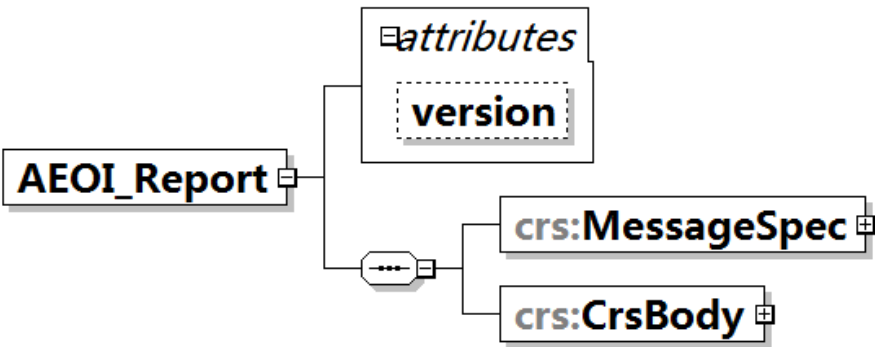 attributes
version
AEOI_Report
crs:MessageSpec
crs:CrsBody